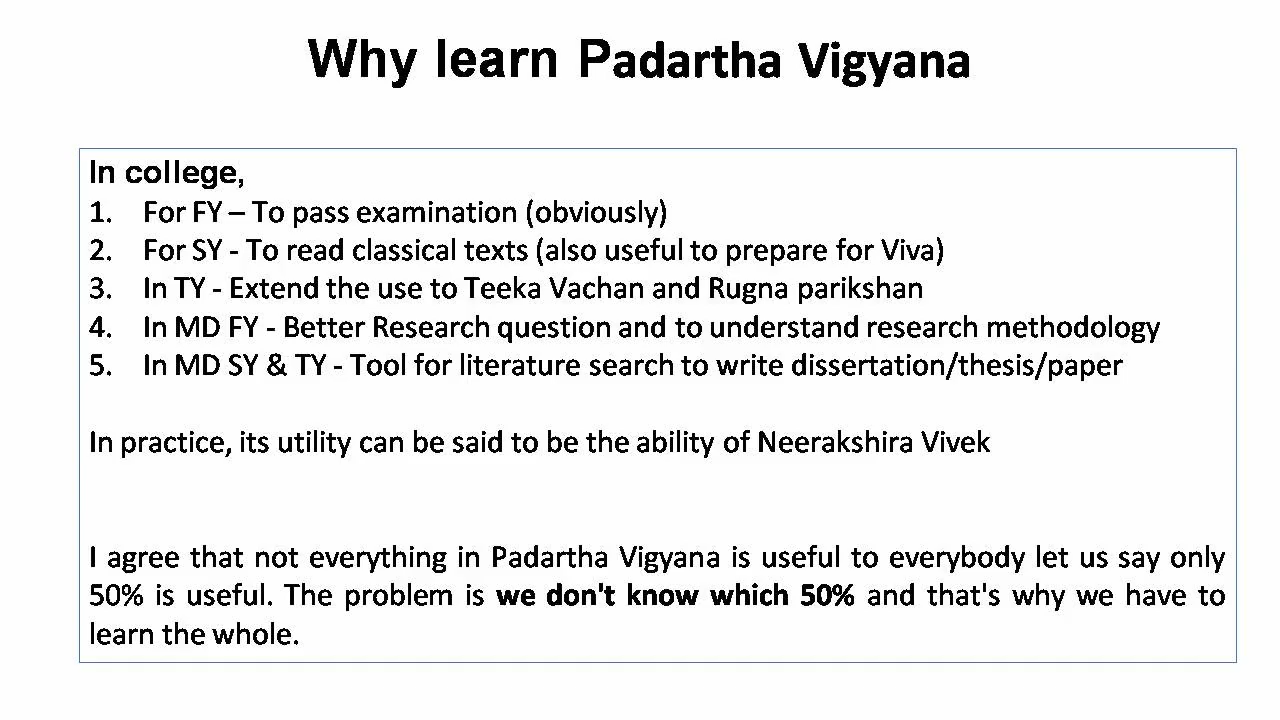 Why learn Padartha Vigyana
In college,
1. For FY – To pass examination (obviously)
2. For SY - To read classical texts (also useful to prepare for Viva)
3. In TY - Extend the use to Teeka Vachan and Rugna parikshan
4. In MD FY - Better Research question and to understand research methodology
5. In MD SY & TY - Tool for literature search to write dissertation/thesis/paper
In practice, its utility can be said to be the ability of Neerakshira Vivek
I agree that not everything in Padartha Vigyana is useful to everybody let us say only
50% is useful. The problem is we don't know which 50% and that's why we have to
learn the whole.